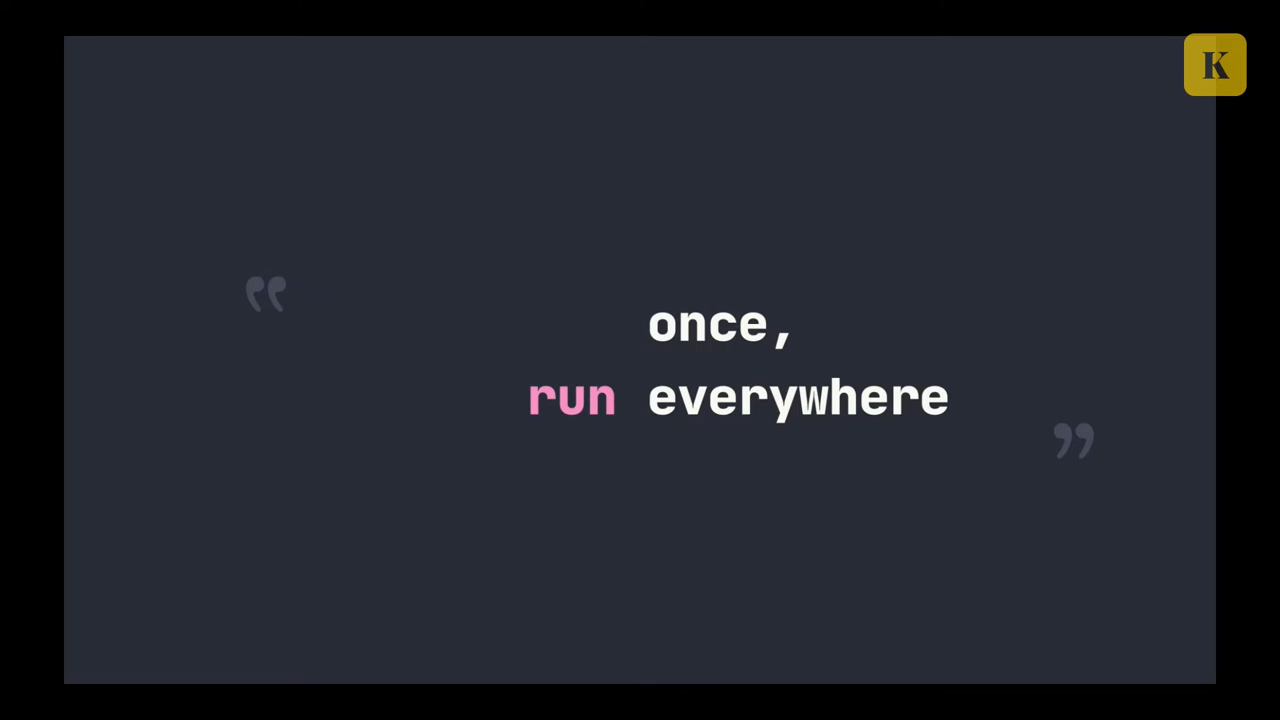 K
“
once,
run everywhere
”